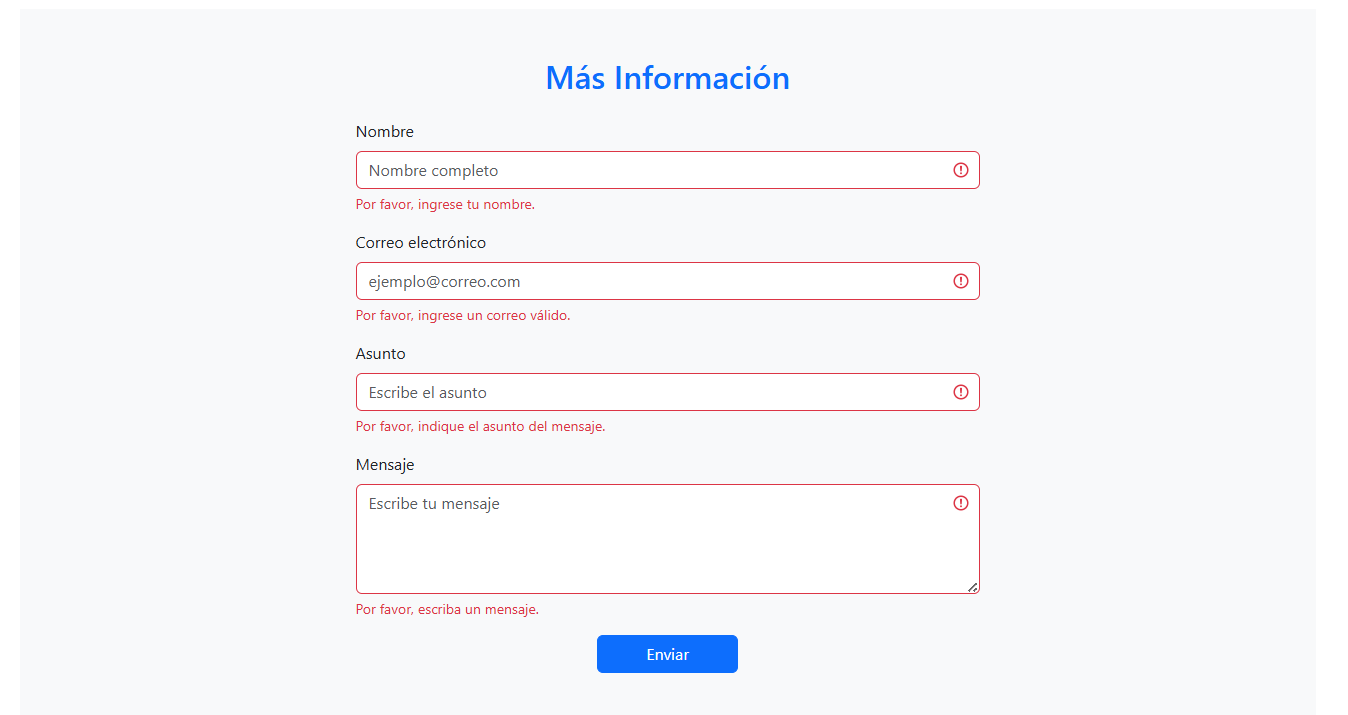 Más Información
Nombre
Nombre completo
Por favor, ingrese tu nombre.
Correo electrónico
ejemplo@correo.com
Por favor, ingrese un correo válido.
Asunto
Escribe el asunto
Por favor, indique el asunto del mensaje.
Mensaje
Escribe tu mensaje
Por favor, escriba un mensaje.
Enviar